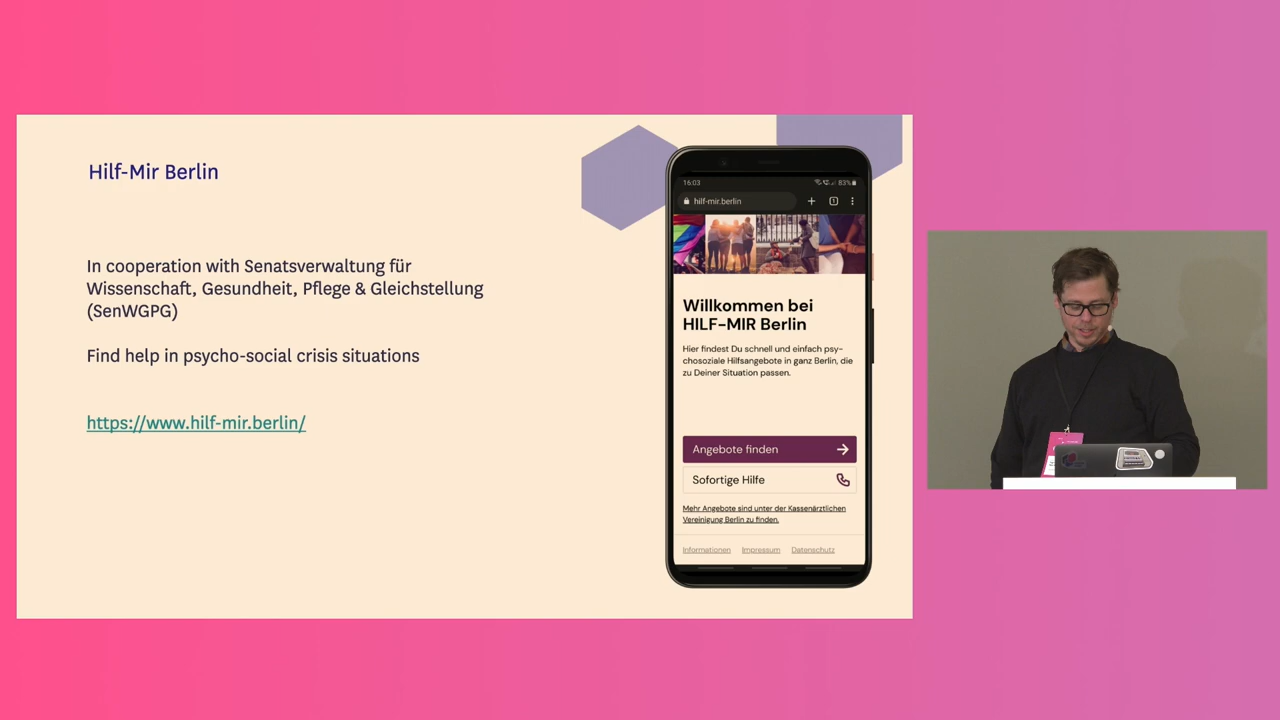 Hilf-Mir Berlin
In cooperation with Senatsverwaltung für
Wissenschaft, Gesundheit, Pflege & Gleichstellung
(SenWGPG)
Find help in psycho-social crisis situations
https://www.hilf-mir.berlin/
16:03
83%
hilf-mir.berlin
1
Willkommen bei
HILF-MIR Berlin
Hier findest Du schnell und einfach psy-
chosoziale Hilfsangebote in ganz Berlin, die
zu Deiner Situation passen.
Angebote finden
Sofortige Hilfe
Mehr Angebote sind unter der Kassenärztlichen
Vereinigung Berlin zu finden.
Informationen Impressum Datenschutz